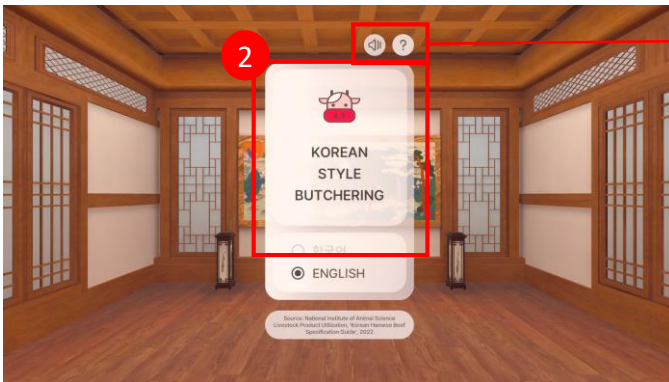 2
?
KOREAN
STYLE
BUTCHERING
한국어
ENGLISH
Source: National Institute of Animal Science
Livestock Product Utilization, 'Korean Hanwoo Beef
Specification Guide', 2022